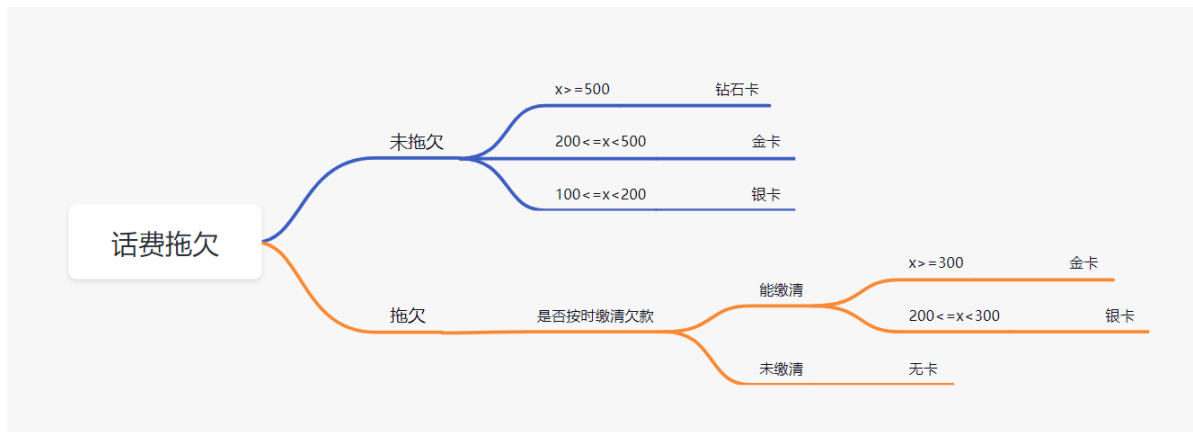 话费拖欠
未拖欠
x>=500 钻石卡
200<=x<500 金卡
100<=x<200 银卡
拖欠
是否按时缴清欠款
能缴清
x>=300 金卡
200<=x<300 银卡
未缴清 无卡